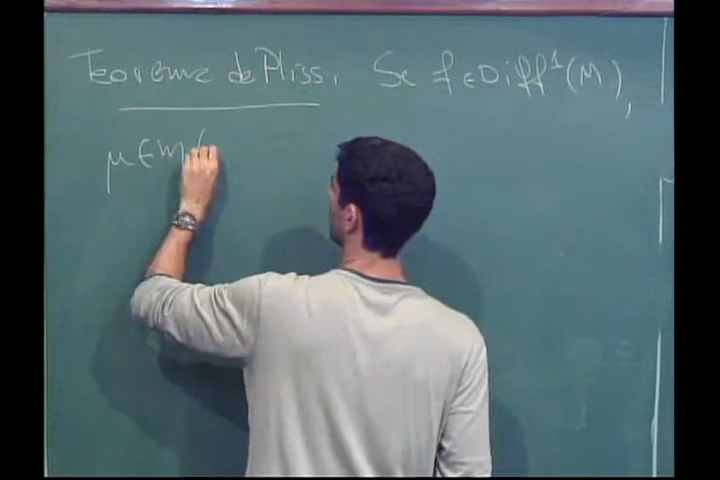 Teorema de Pliss. Se f ∈ Diff¹(M),
μ ∈ m(